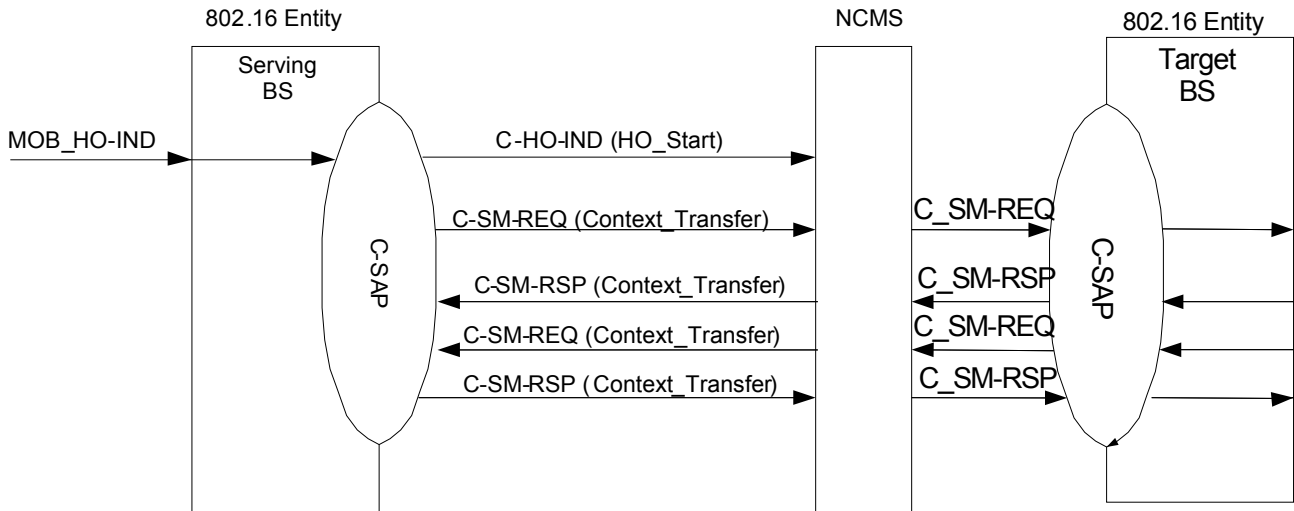 802.16 Entity
NCMS
802.16 Entity
Serving
BS
Target
BS
MOB_HO-IND
C-HO-IND (HO_Start)
C-SM-REQ (Context_Transfer)
C_SM-REQ
C-SAP
C-SAP
C-SM-RSP (Context_Transfer)
C_SM-RSP
C-SM-REQ (Context_Transfer)
C_SM-REQ
C-SM-RSP (Context_Transfer)
C_SM-RSP